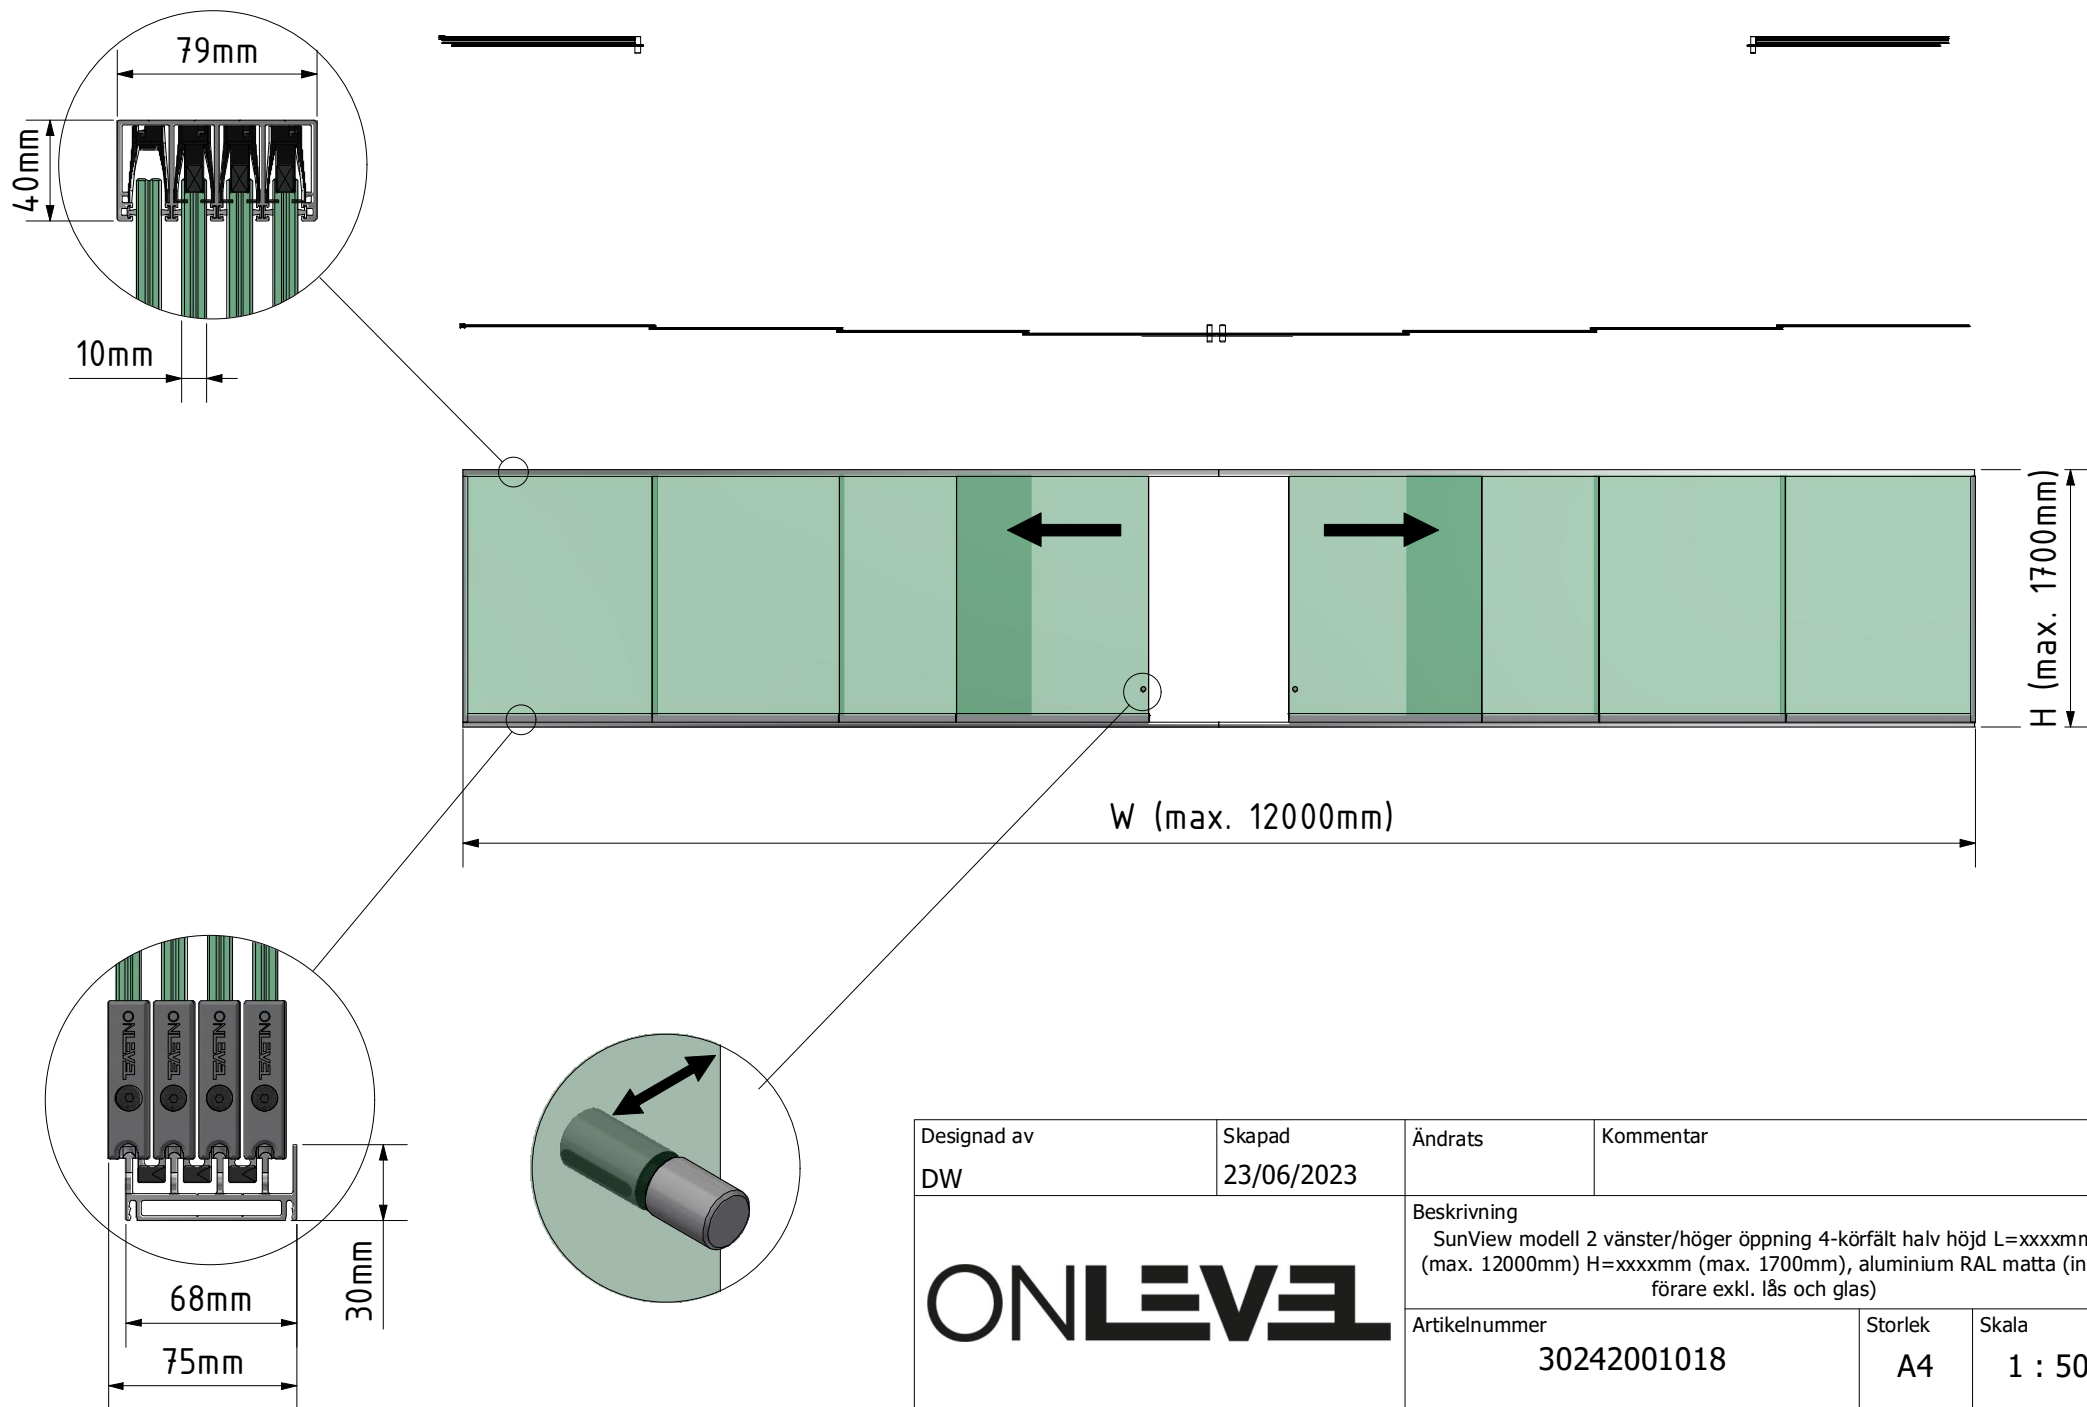 79mm
40mm
10mm
H (max. 1700mm)
W (max. 12000mm)
ONLEVEL
ONLEVEL
ONLEVEL
ONLEVEL
30mm
68mm
75mm
Designad av
DW
Skapad
23/06/2023
Ändrats
Kommentar
ONLEVEL
Beskrivning
SunView modell 2 vänster/höger öppning 4-körfält halv höjd L=xxxxmm
(max. 12000mm) H=xxxxmm (max. 1700mm), aluminium RAL matta (in
förare exkl. lås och glas)
Artikelnummer
30242001018
Storlek
A4
Skala
1 : 50